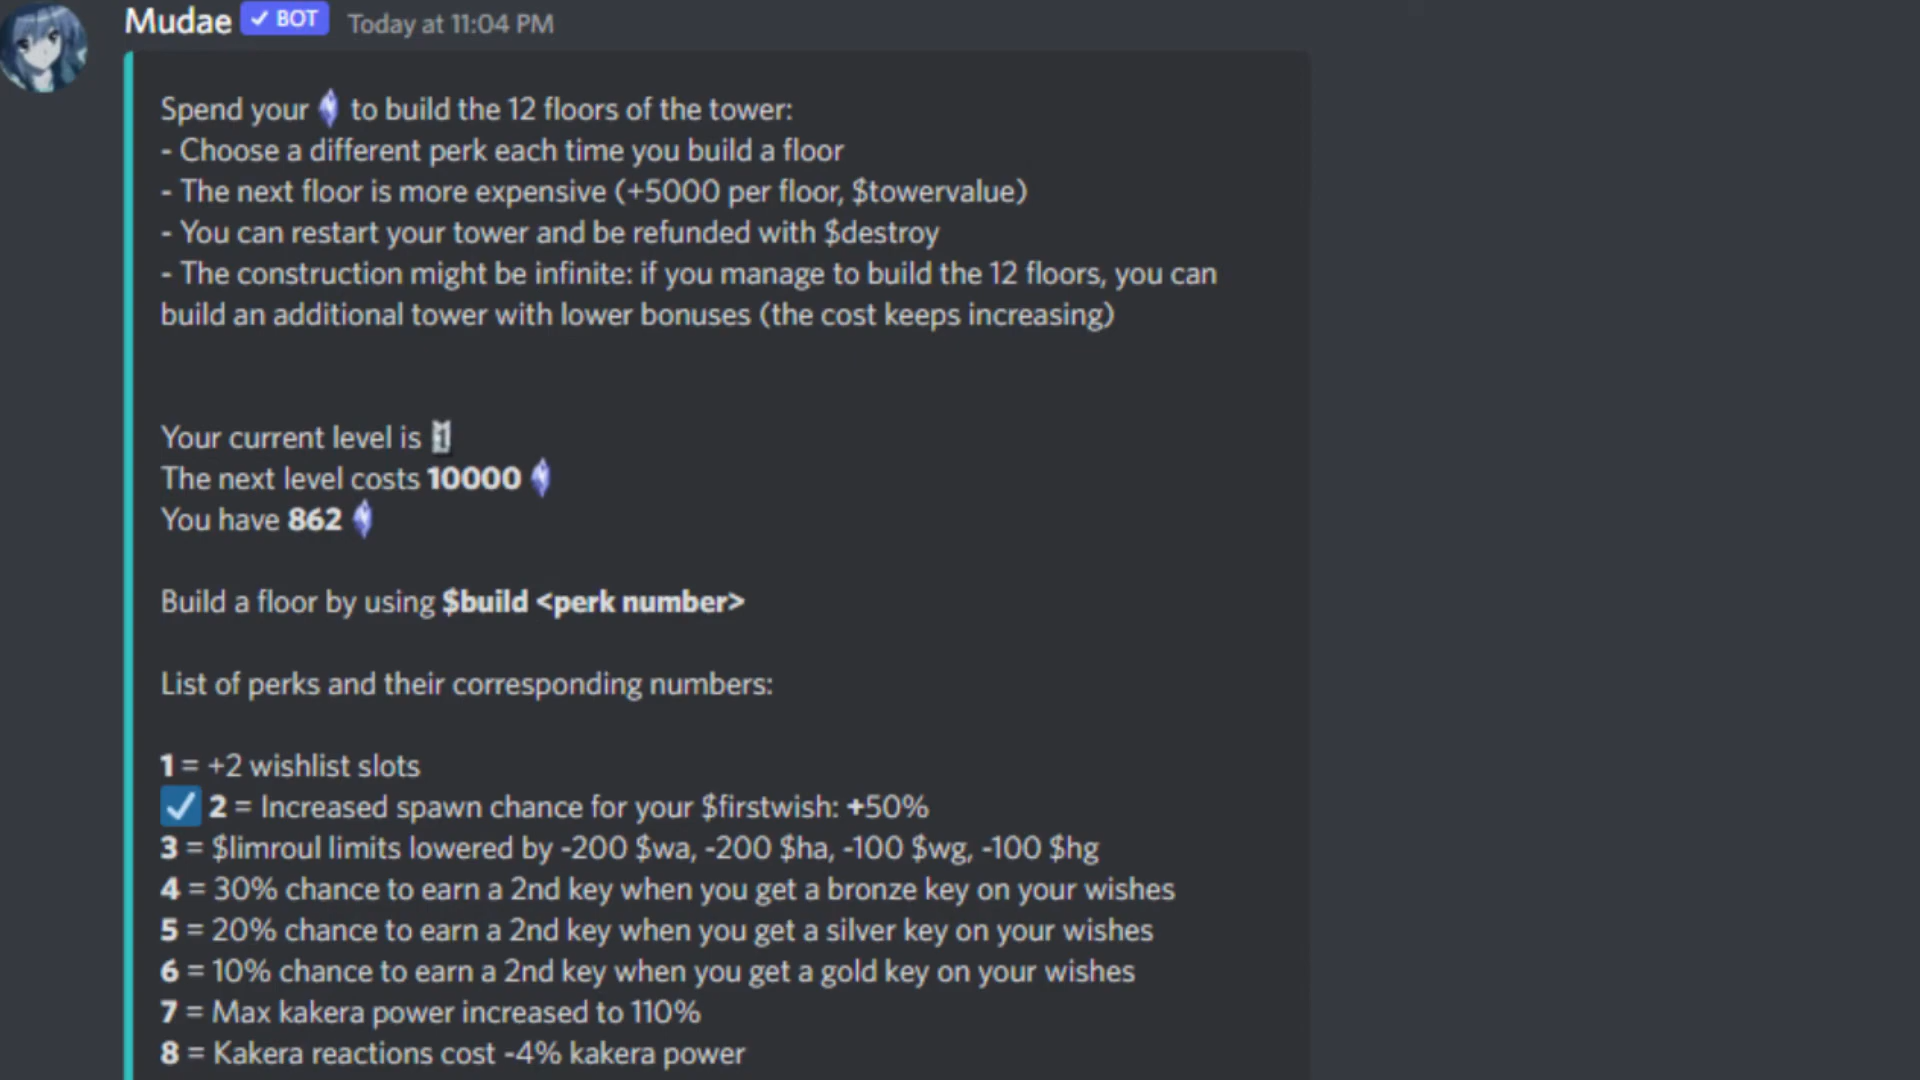 Mudae ✓ BOT Today at 11:04 PM
Spend your to build the 12 floors of the tower:
- Choose a different perk each time you build a floor
- The next floor is more expensive (+5000 per floor, $towervalue)
- You can restart your tower and be refunded with $destroy
- The construction might be infinite: if you manage to build the 12 floors, you can
build an additional tower with lower bonuses (the cost keeps increasing)
Your current level is 1
The next level costs 10000
You have 862
Build a floor by using $build <perk number>
List of perks and their corresponding numbers:
1 = +2 wishlist slots
2 = Increased spawn chance for your $firstwish: +50%
3 = $limroul limits lowered by -200 $wa, -200 $ha, -100 $wg, -100 $hg
4 = 30% chance to earn a 2nd key when you get a bronze key on your wishes
5 = 20% chance to earn a 2nd key when you get a silver key on your wishes
6 = 10% chance to earn a 2nd key when you get a gold key on your wishes
7 = Max kakera power increased to 110%
8 = Kakera reactions cost -4% kakera power